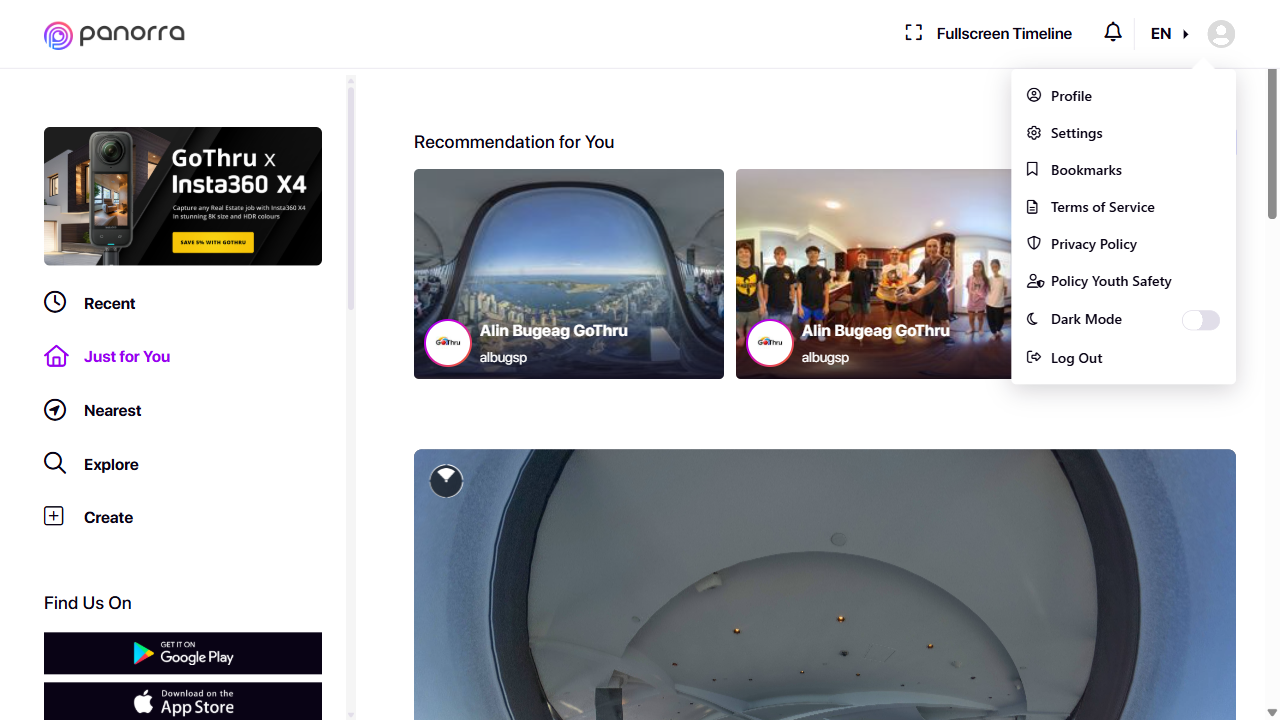 panorra
Fullscreen Timeline
EN
Profile
Settings
Bookmarks
Terms of Service
Privacy Policy
Policy Youth Safety
Dark Mode
Log Out
GoThru x
Insta360 X4
Capture any Real Estate job with Insta360 X4
in stunning 8K size and HDR colours
SAVE 5% WITH GOTHRU
Recent
Just for You
Nearest
Explore
Create
Find Us On
GET IT ON
Google Play
Download on the
App Store
Recommendation for You
GoThru
Alin Bugeag GoThru
albugsp
GoThru
Alin Bugeag GoThru
albugsp